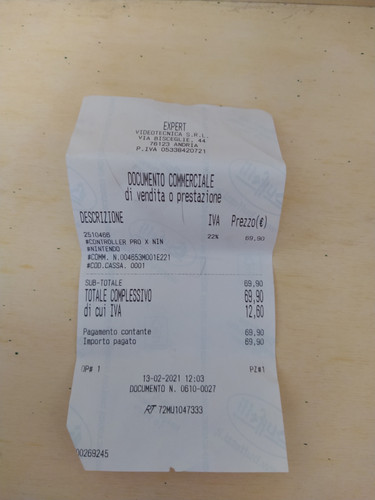 EXPERT
VIDEOTECNICA S.R.L.
VIA BISCEGLIE, 44
76123 ANDRIA
P.IVA 05338420721
DOCUMENTO COMMERCIALE
di vendita o prestazione
DESCRIZIONE IVA Prezzo(€)
2510466 22% 69,90
#CONTROLLER PRO X NIN
#NINTENDO
#COMM. N.004653M001E221
#COD.CASSA. 0001
SUB-TOTALE 69,90
TOTALE COMPLESSIVO 69,90
di cui IVA 12,60
Pagamento contante 69,90
Importo pagato 69,90
OP# 1 PZ#1
13-02-2021 12:03
DOCUMENTO N. 0610-0027
RT 72MU1047333
00269245